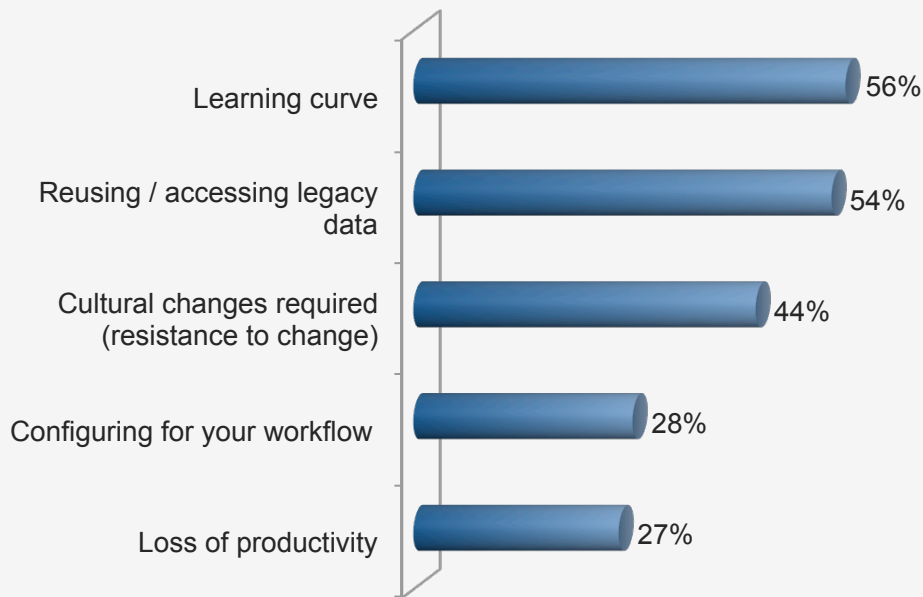 Learning curve
56%
Reusing / accessing legacy
data
54%
Cultural changes required
(resistance to change)
44%
Configuring for your workflow
28%
Loss of productivity
27%